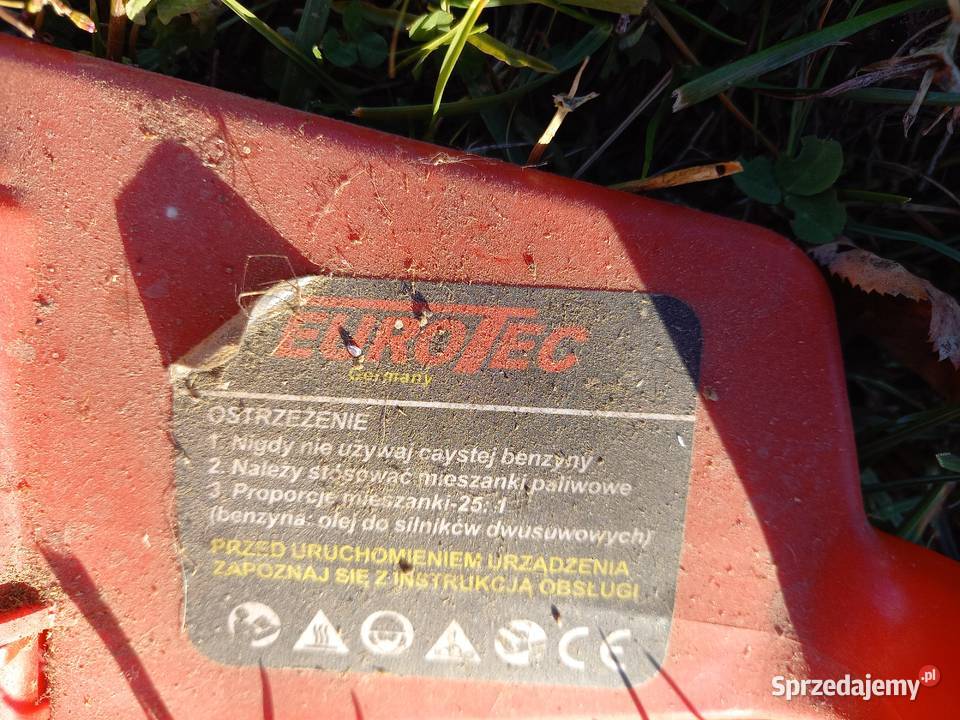 EUROTEC
Germany
OSTRZEŻENIE
1. Nigdy nie używaj caystej benzyny
2. Należy stosować mieszanki paliwowe
3. Proporcje mieszanki-25: 1
(benzyna: olej do silników dwusuwowych)
PRZED URUCHOMIENIEM URZĄDZENIA
ZAPOZNAJ SIĘ Z INSTRUKCJĄ OBSŁUGI
CE
Sprzedajemy.pl